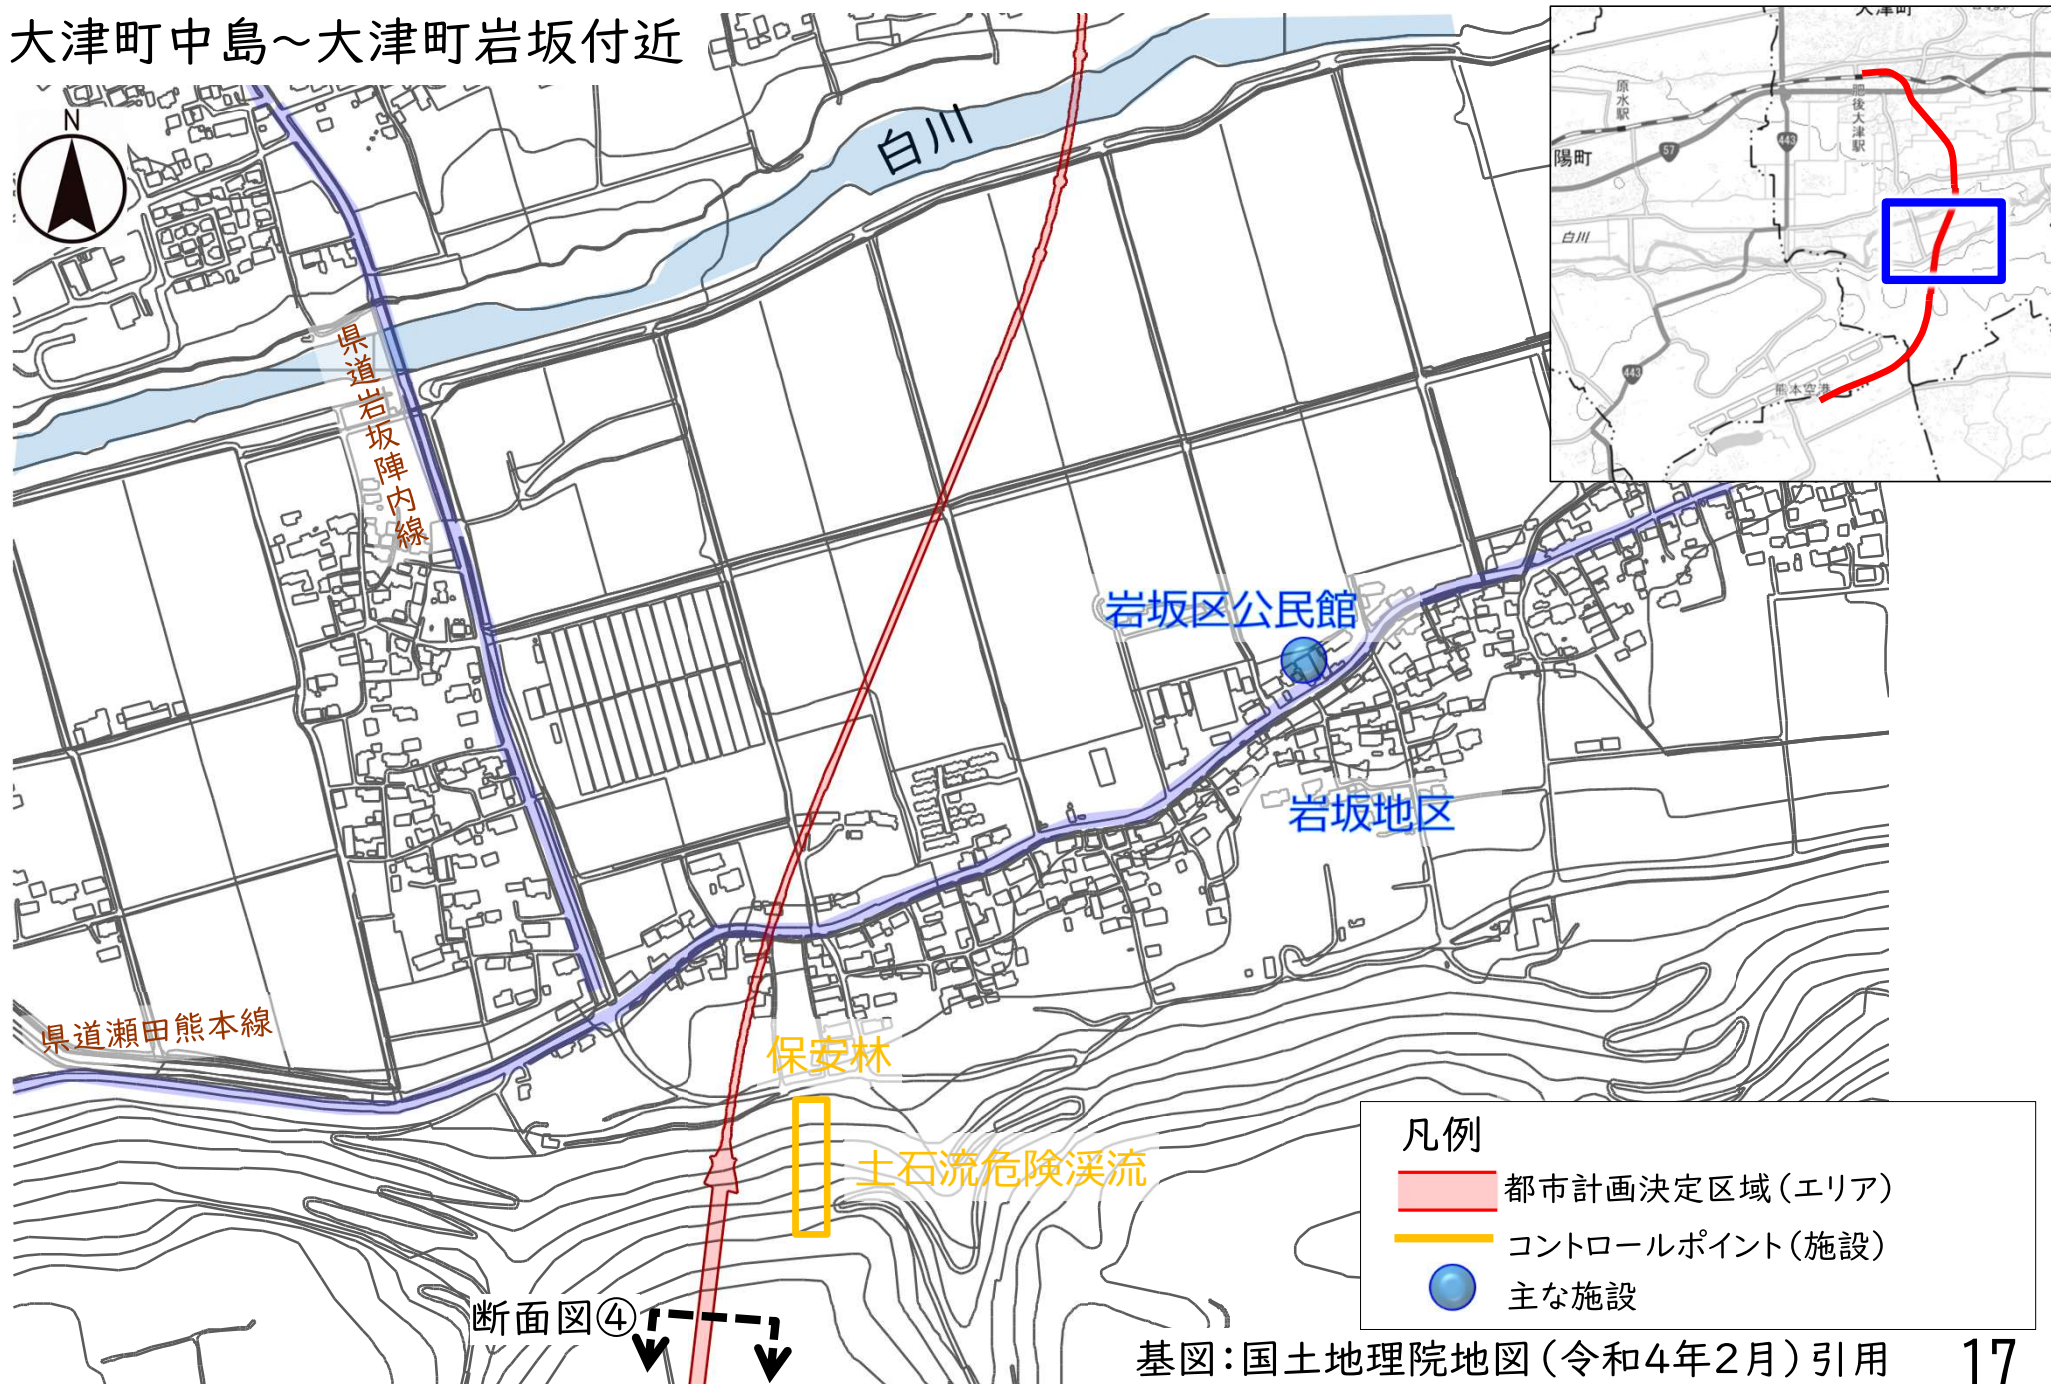 大津町中島～大津町岩坂付近
N
白川
県道岩坂陣内線
岩坂区公民館
岩坂地区
県道瀬田熊本線
保安林
土石流危険渓流
断面図④
大津町
原水駅
肥後大津駅
陽町
57
443
白川
443
熊本空港
凡例
都市計画決定区域（エリア）
コントロールポイント（施設）
主な施設
基図：国土地理院地図（令和4年2月）引用
17